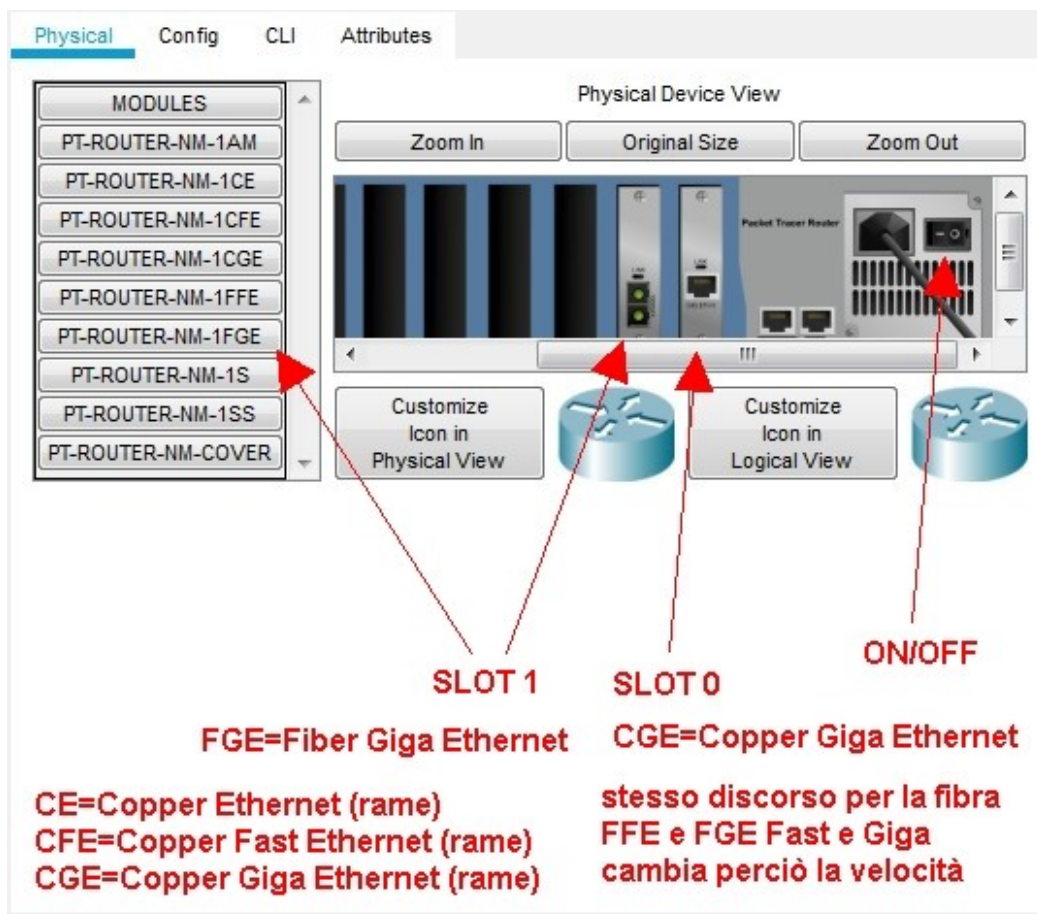 Physical Config CLI Attributes
MODULES
PT-ROUTER-NM-1AM
PT-ROUTER-NM-1CE
PT-ROUTER-NM-1CFE
PT-ROUTER-NM-1CGE
PT-ROUTER-NM-1FFE
PT-ROUTER-NM-1FGE
PT-ROUTER-NM-1S
PT-ROUTER-NM-1SS
PT-ROUTER-NM-COVER
Physical Device View
Zoom In Original Size Zoom Out
Packet Tracer Router
LINK
LINK
Customize
Icon in
Physical View
Customize
Icon in
Logical View
SLOT 1
SLOT 0
ON/OFF
FGE=Fiber Giga Ethernet
CGE=Copper Giga Ethernet
CE=Copper Ethernet (rame)
CFE=Copper Fast Ethernet (rame)
CGE=Copper Giga Ethernet (rame)
stesso discorso per la fibra
FFE e FGE Fast e Giga
cambia perciò la velocità